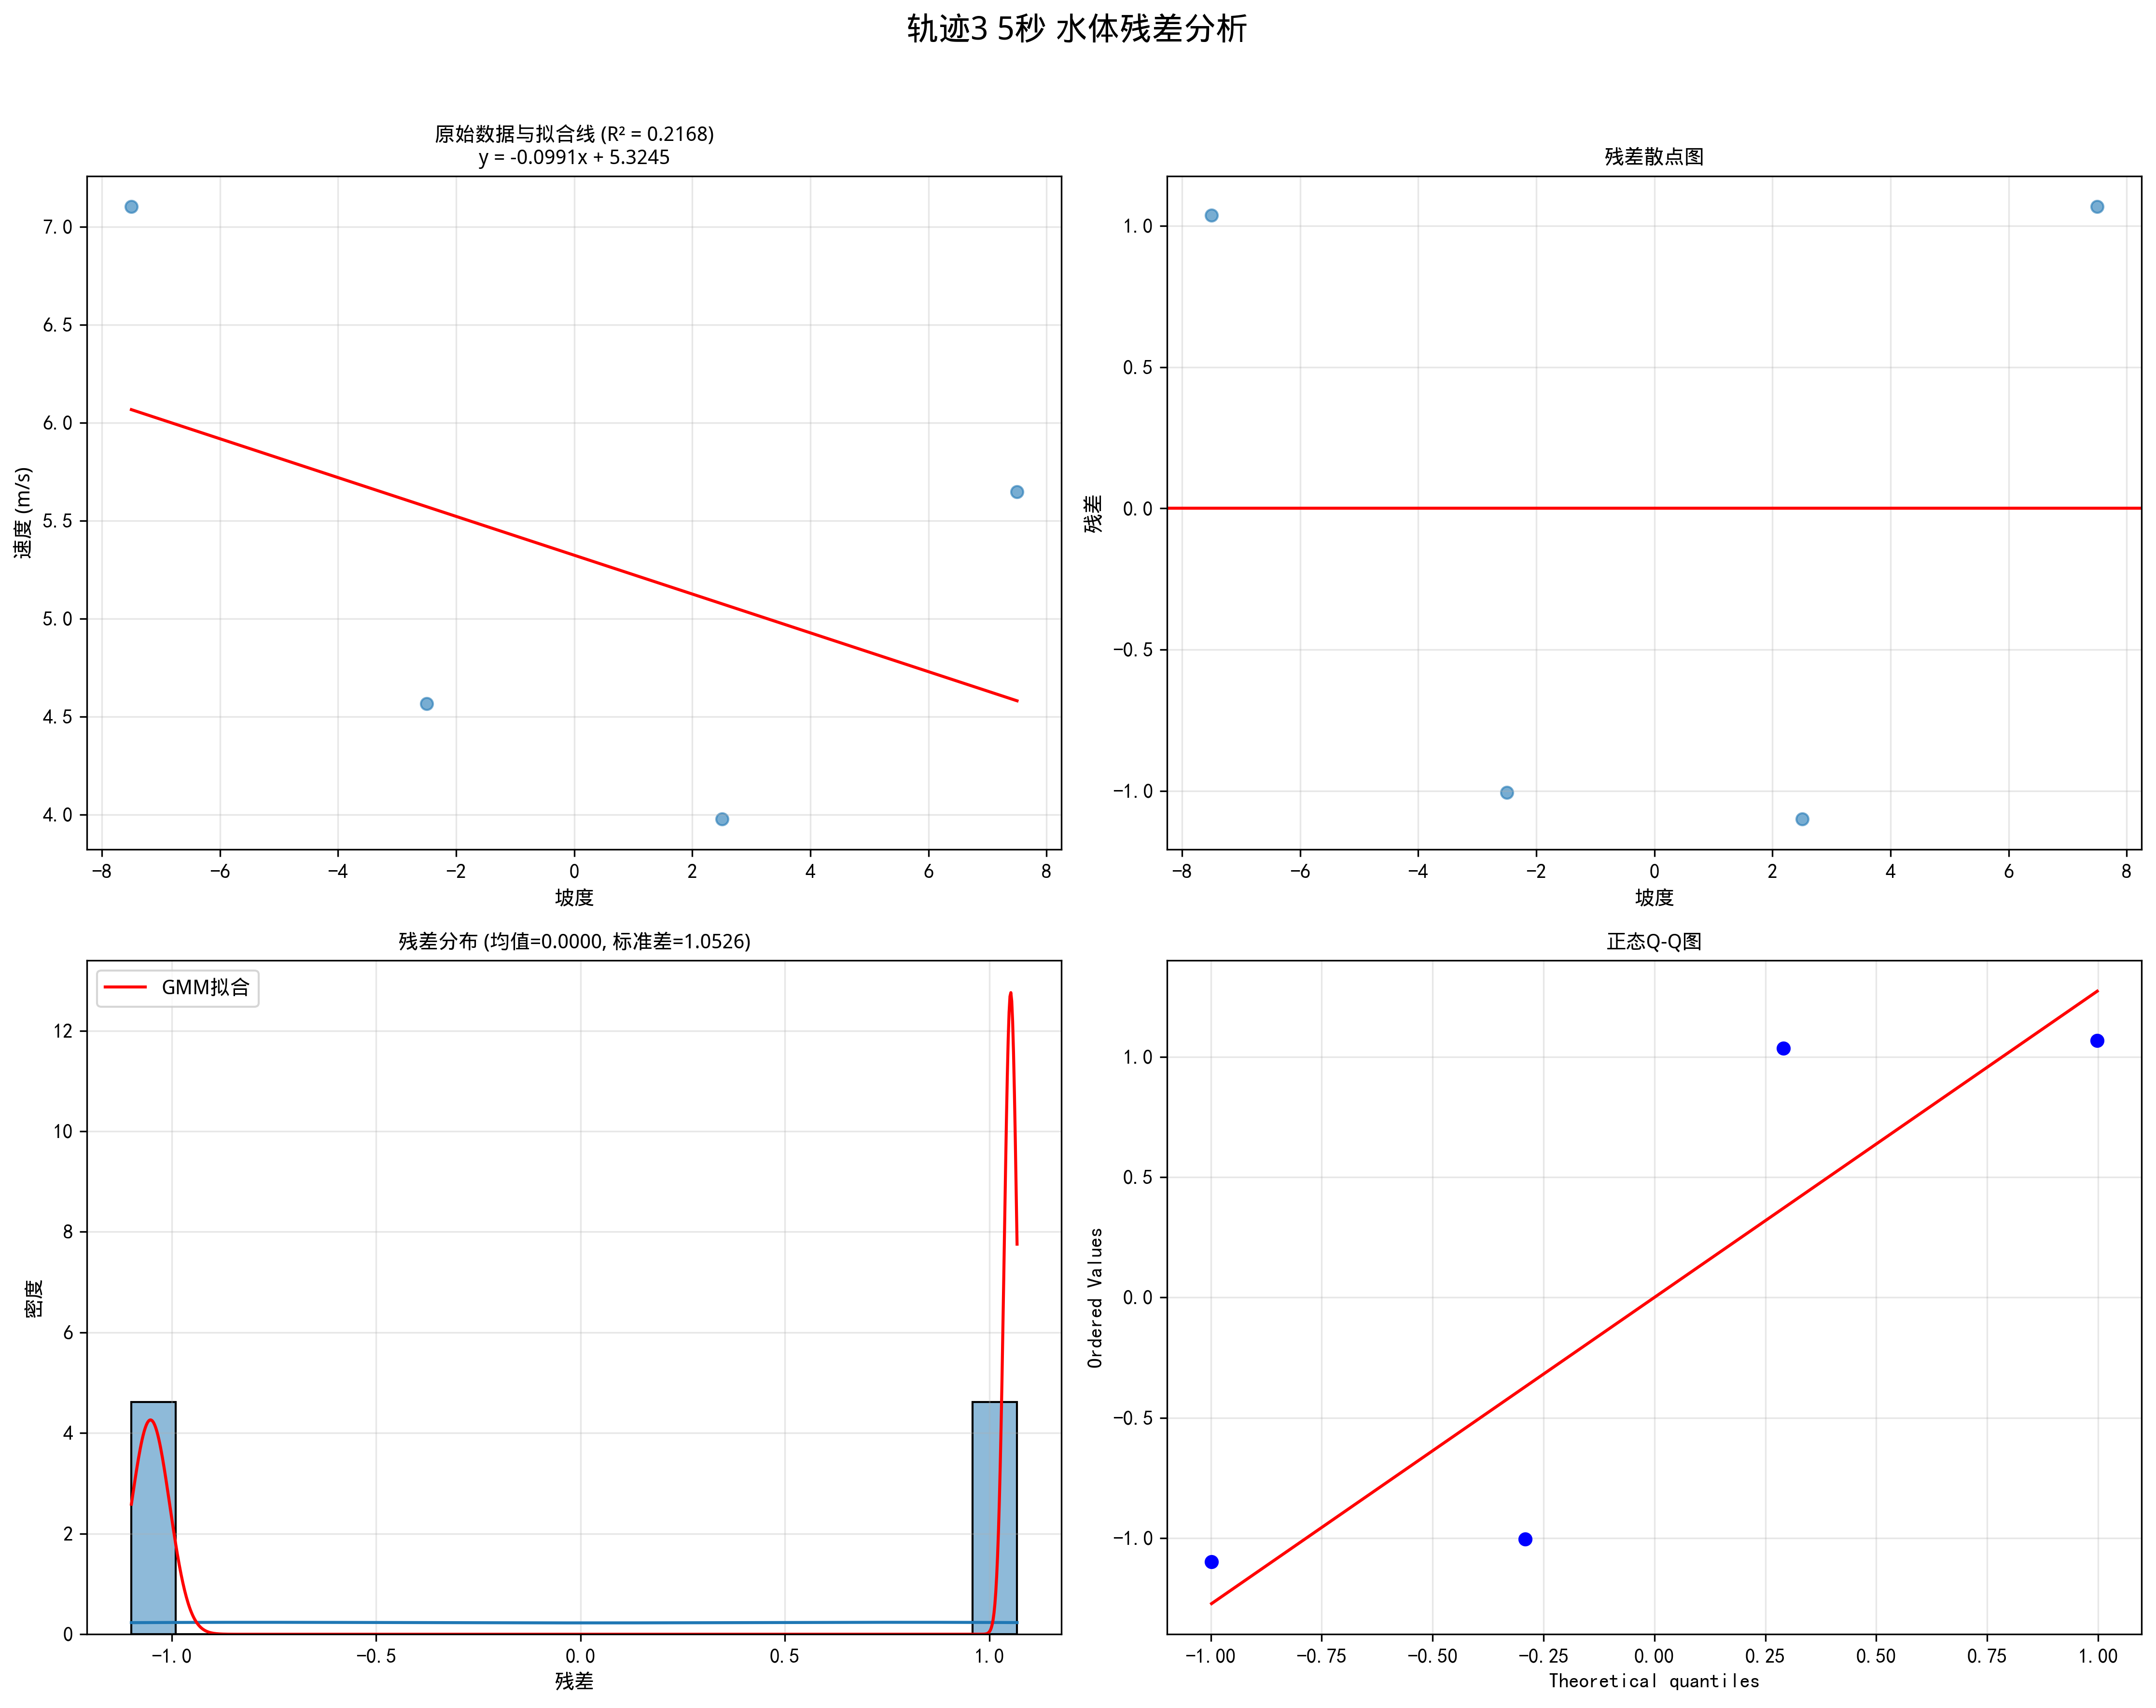 轨迹3 5秒 水体残差分析
原始数据与拟合线 (R² = 0.2168)
y = -0.0991x + 5.3245
速度 (m/s)
7.0
6.5
6.0
5.5
5.0
4.5
4.0
−8 −6 −4 −2 0 2 4 6 8
坡度
残差散点图
残差
1.0
0.5
0.0
−0.5
−1.0
−8 −6 −4 −2 0 2 4 6 8
坡度
残差分布 (均值=0.0000, 标准差=1.0526)
GMM拟合
密度
12
10
8
6
4
2
0
−1.0 −0.5 0.0 0.5 1.0
残差
正态Q-Q图
Ordered Values
1.0
0.5
0.0
−0.5
−1.0
−1.00 −0.75 −0.50 −0.25 0.00 0.25 0.50 0.75 1.00
Theoretical quantiles